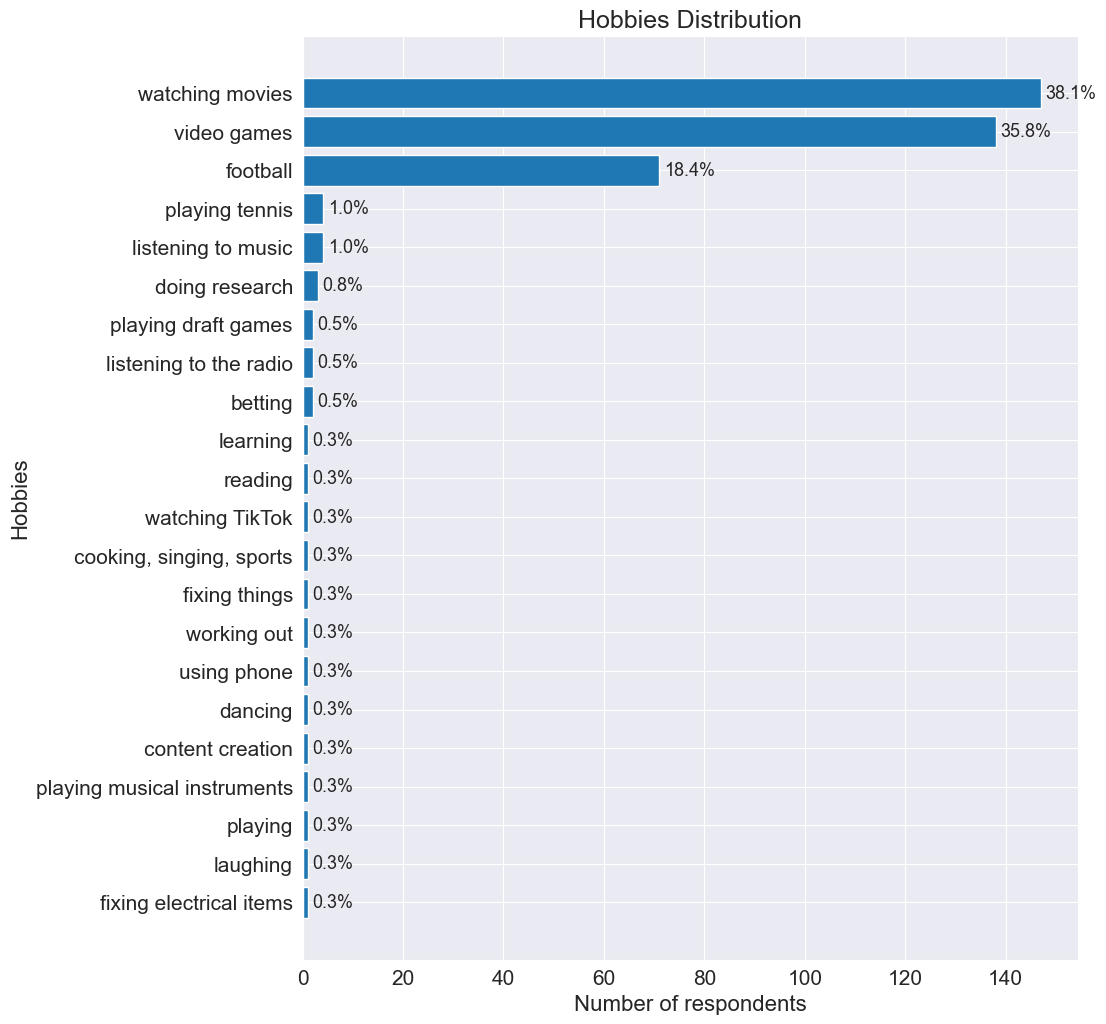 Hobbies Distribution
watching movies 38.1%
video games 35.8%
football 18.4%
playing tennis 1.0%
listening to music 1.0%
doing research 0.8%
playing draft games 0.5%
listening to the radio 0.5%
betting 0.5%
learning 0.3%
reading 0.3%
watching TikTok 0.3%
cooking, singing, sports 0.3%
fixing things 0.3%
working out 0.3%
using phone 0.3%
dancing 0.3%
content creation 0.3%
playing musical instruments 0.3%
playing 0.3%
laughing 0.3%
fixing electrical items 0.3%
Hobbies
0 20 40 60 80 100 120 140
Number of respondents